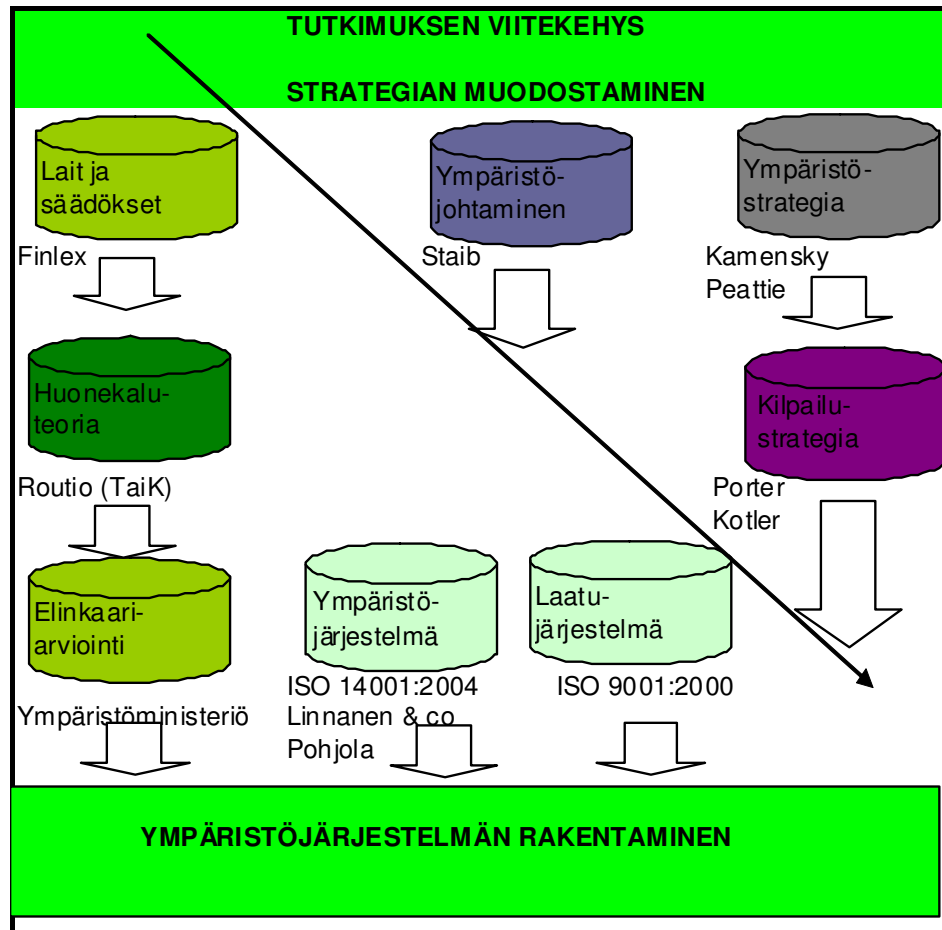 TUTKIMUKSEN VIITEKEHYS
STRATEGIAN MUODOSTAMINEN
Lait ja
säädökset
Finlex
Ympäristö-
johtaminen
Staib
Ympäristö-
strategia
Kamensky
Peattie
Huonekalu-
teoria
Routio (TaiK)
Kilpailu-
strategia
Porter
Kotler
Elinkaari-
arviointi
Ympäristöministeriö
Ympäristö-
järjestelmä
ISO 14001:2004
Linnanen & co
Pohjola
Laatu-
järjestelmä
ISO 9001:2000
YMPÄRISTÖJÄRJESTELMÄN RAKENTAMINEN